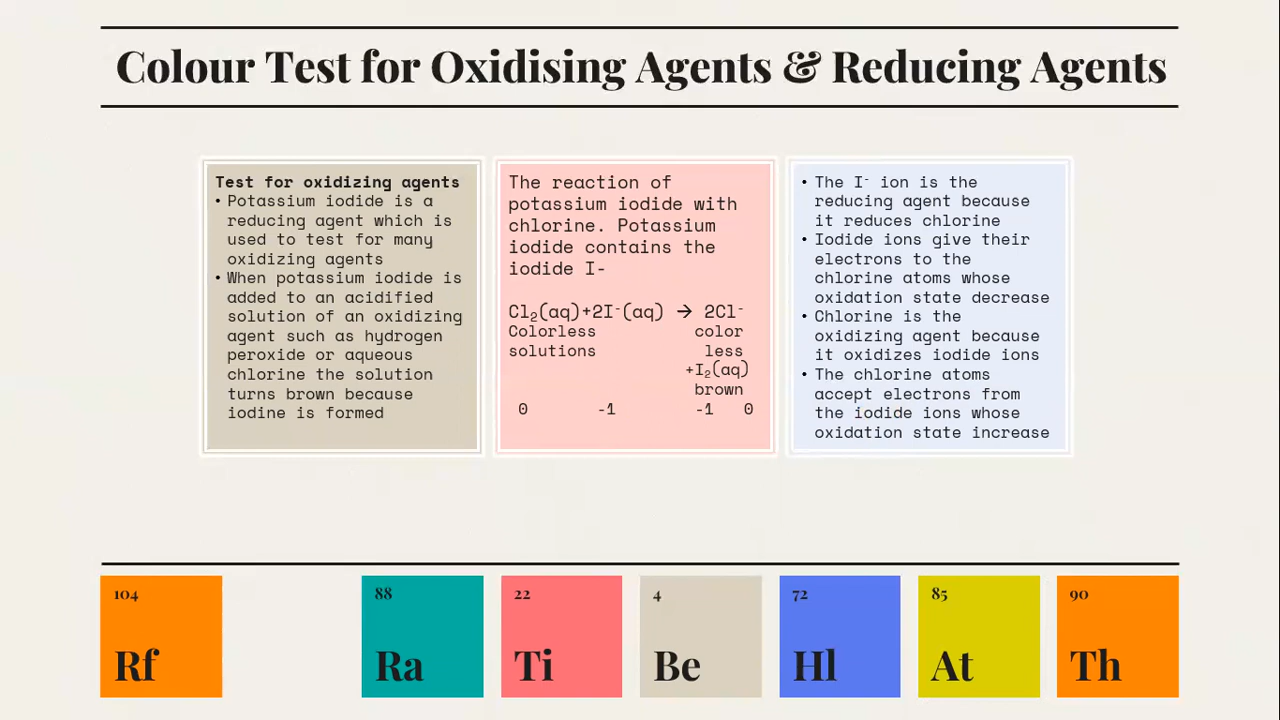 Colour Test for Oxidising Agents & Reducing Agents
Test for oxidizing agents
• Potassium iodide is a
reducing agent which is
used to test for many
oxidizing agents
• When potassium iodide is
added to an acidified
solution of an oxidizing
agent such as hydrogen
peroxide or aqueous
chlorine the solution
turns brown because
iodine is formed
The reaction of
potassium iodide with
chlorine. Potassium
iodide contains the
iodide I-
Cl₂(aq)+2I⁻(aq) → 2Cl⁻
Colorless color
solutions less
+I₂(aq)
brown
0 -1 -1 0
• The I⁻ ion is the
reducing agent because
it reduces chlorine
• Iodide ions give their
electrons to the
chlorine atoms whose
oxidation state decrease
• Chlorine is the
oxidizing agent because
it oxidizes iodide ions
• The chlorine atoms
accept electrons from
the iodide ions whose
oxidation state increase
104 88 22 4 72 85 90
Rf Ra Ti Be Hl At Th